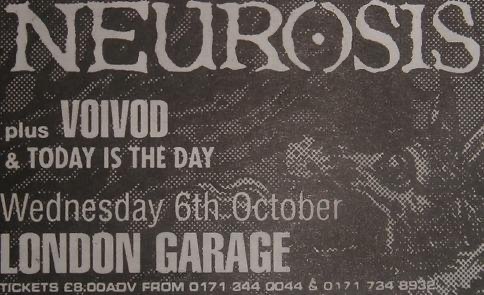 NEUROSIS
plus VOIVOD
& TODAY IS THE DAY
Wednesday 6th October
LONDON GARAGE
TICKETS £8.00ADV FROM 0171 344 0044 & 0171 734 8932